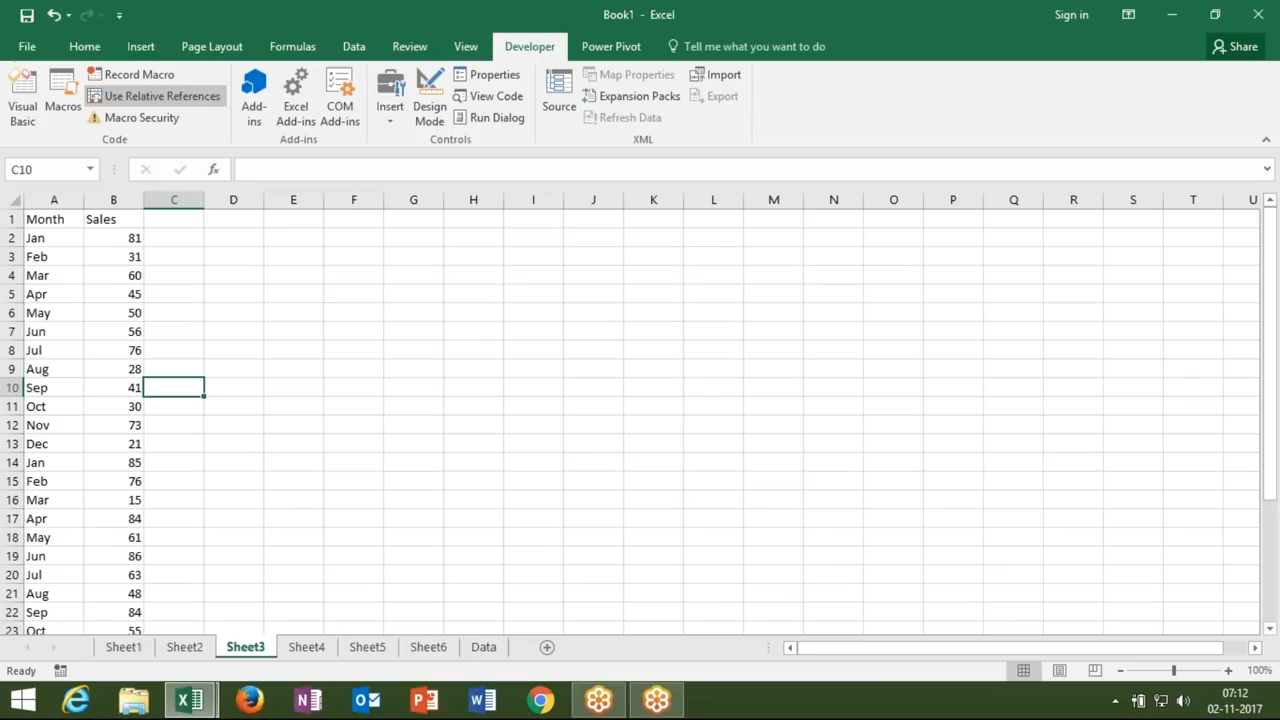 Book1 - Excel
Sign in
File Home Insert Page Layout Formulas Data Review View Developer Power Pivot Tell me what you want to do Share
Visual Basic
Macros
Record Macro
Use Relative References
Macro Security
Code
Add-ins
Excel Add-ins
COM Add-ins
Add-ins
Insert
Design Mode
Properties
View Code
Run Dialog
Controls
Source
Map Properties
Expansion Packs
Refresh Data
Import
Export
XML
C10 fx
A B C D E F G H I J K L M N O P Q R S T U
1 Month Sales
2 Jan 81
3 Feb 31
4 Mar 60
5 Apr 45
6 May 50
7 Jun 56
8 Jul 76
9 Aug 28
10 Sep 41
11 Oct 30
12 Nov 73
13 Dec 21
14 Jan 85
15 Feb 76
16 Mar 15
17 Apr 84
18 May 61
19 Jun 86
20 Jul 63
21 Aug 48
22 Sep 84
23 Oct 55
Sheet1 Sheet2 Sheet3 Sheet4 Sheet5 Sheet6 Data
Ready 100%
07:12
02-11-2017